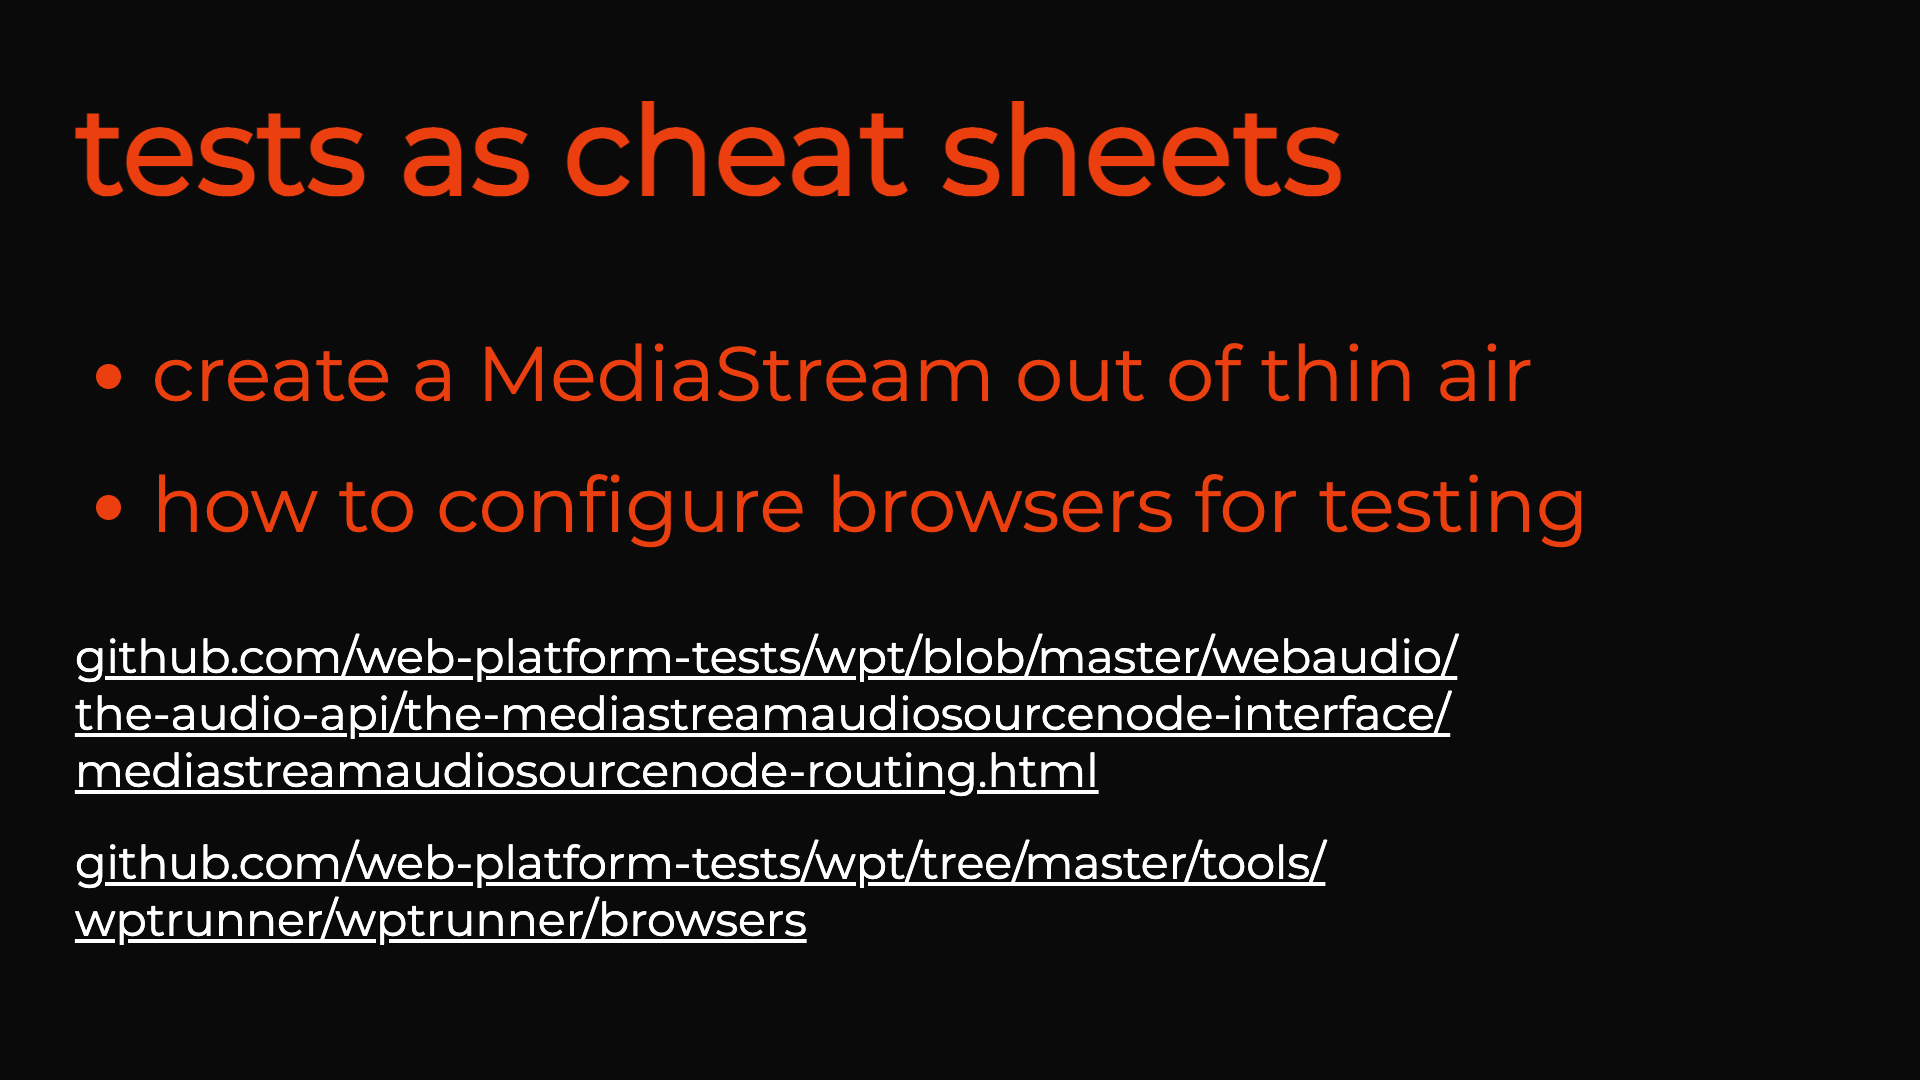 tests as cheat sheets
• create a MediaStream out of thin air
• how to configure browsers for testing
github.com/web-platform-tests/wpt/blob/master/webaudio/
the-audio-api/the-mediastreamaudiosourcenode-interface/
mediastreamaudiosourcenode-routing.html
github.com/web-platform-tests/wpt/tree/master/tools/
wptrunner/wptrunner/browsers